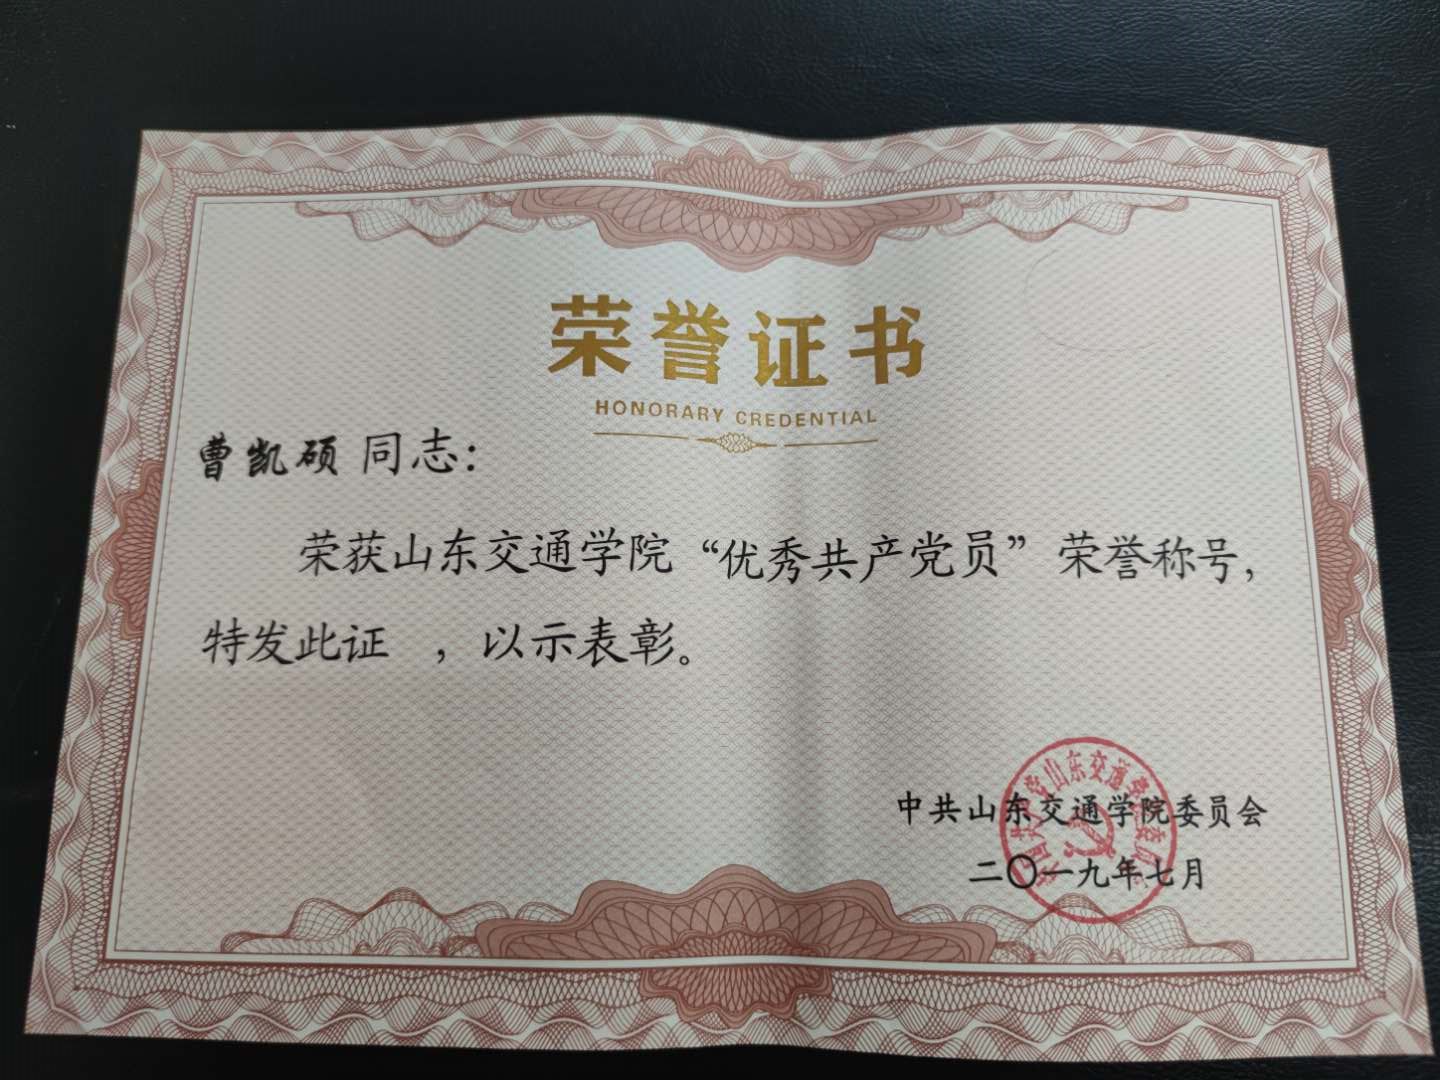 荣誉证书
HONORARY CREDENTIAL
曹凯硕 同志：
荣获山东交通学院“优秀共产党员”荣誉称号，
特发此证 ，以示表彰。
中共山东交通学院委员会
二〇一九年七月